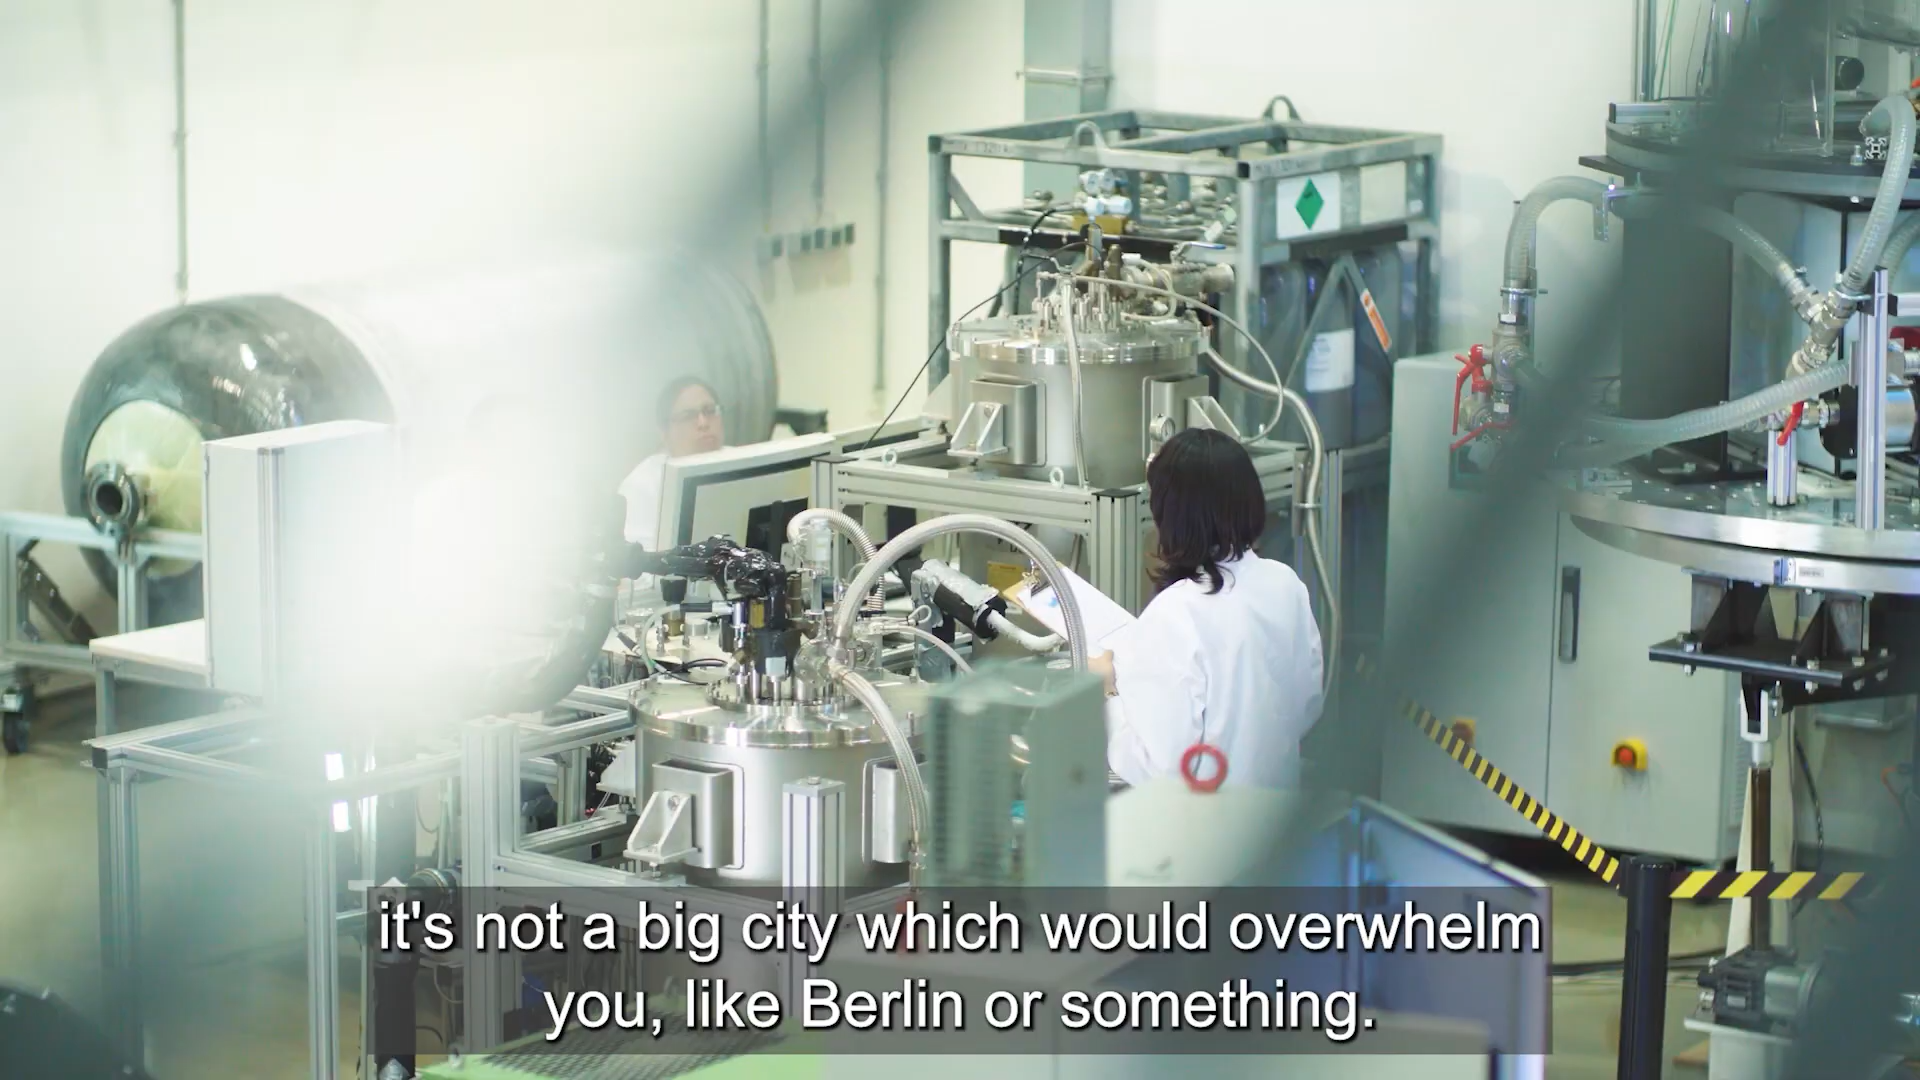 it's not a big city which would overwhelm
you, like Berlin or something.